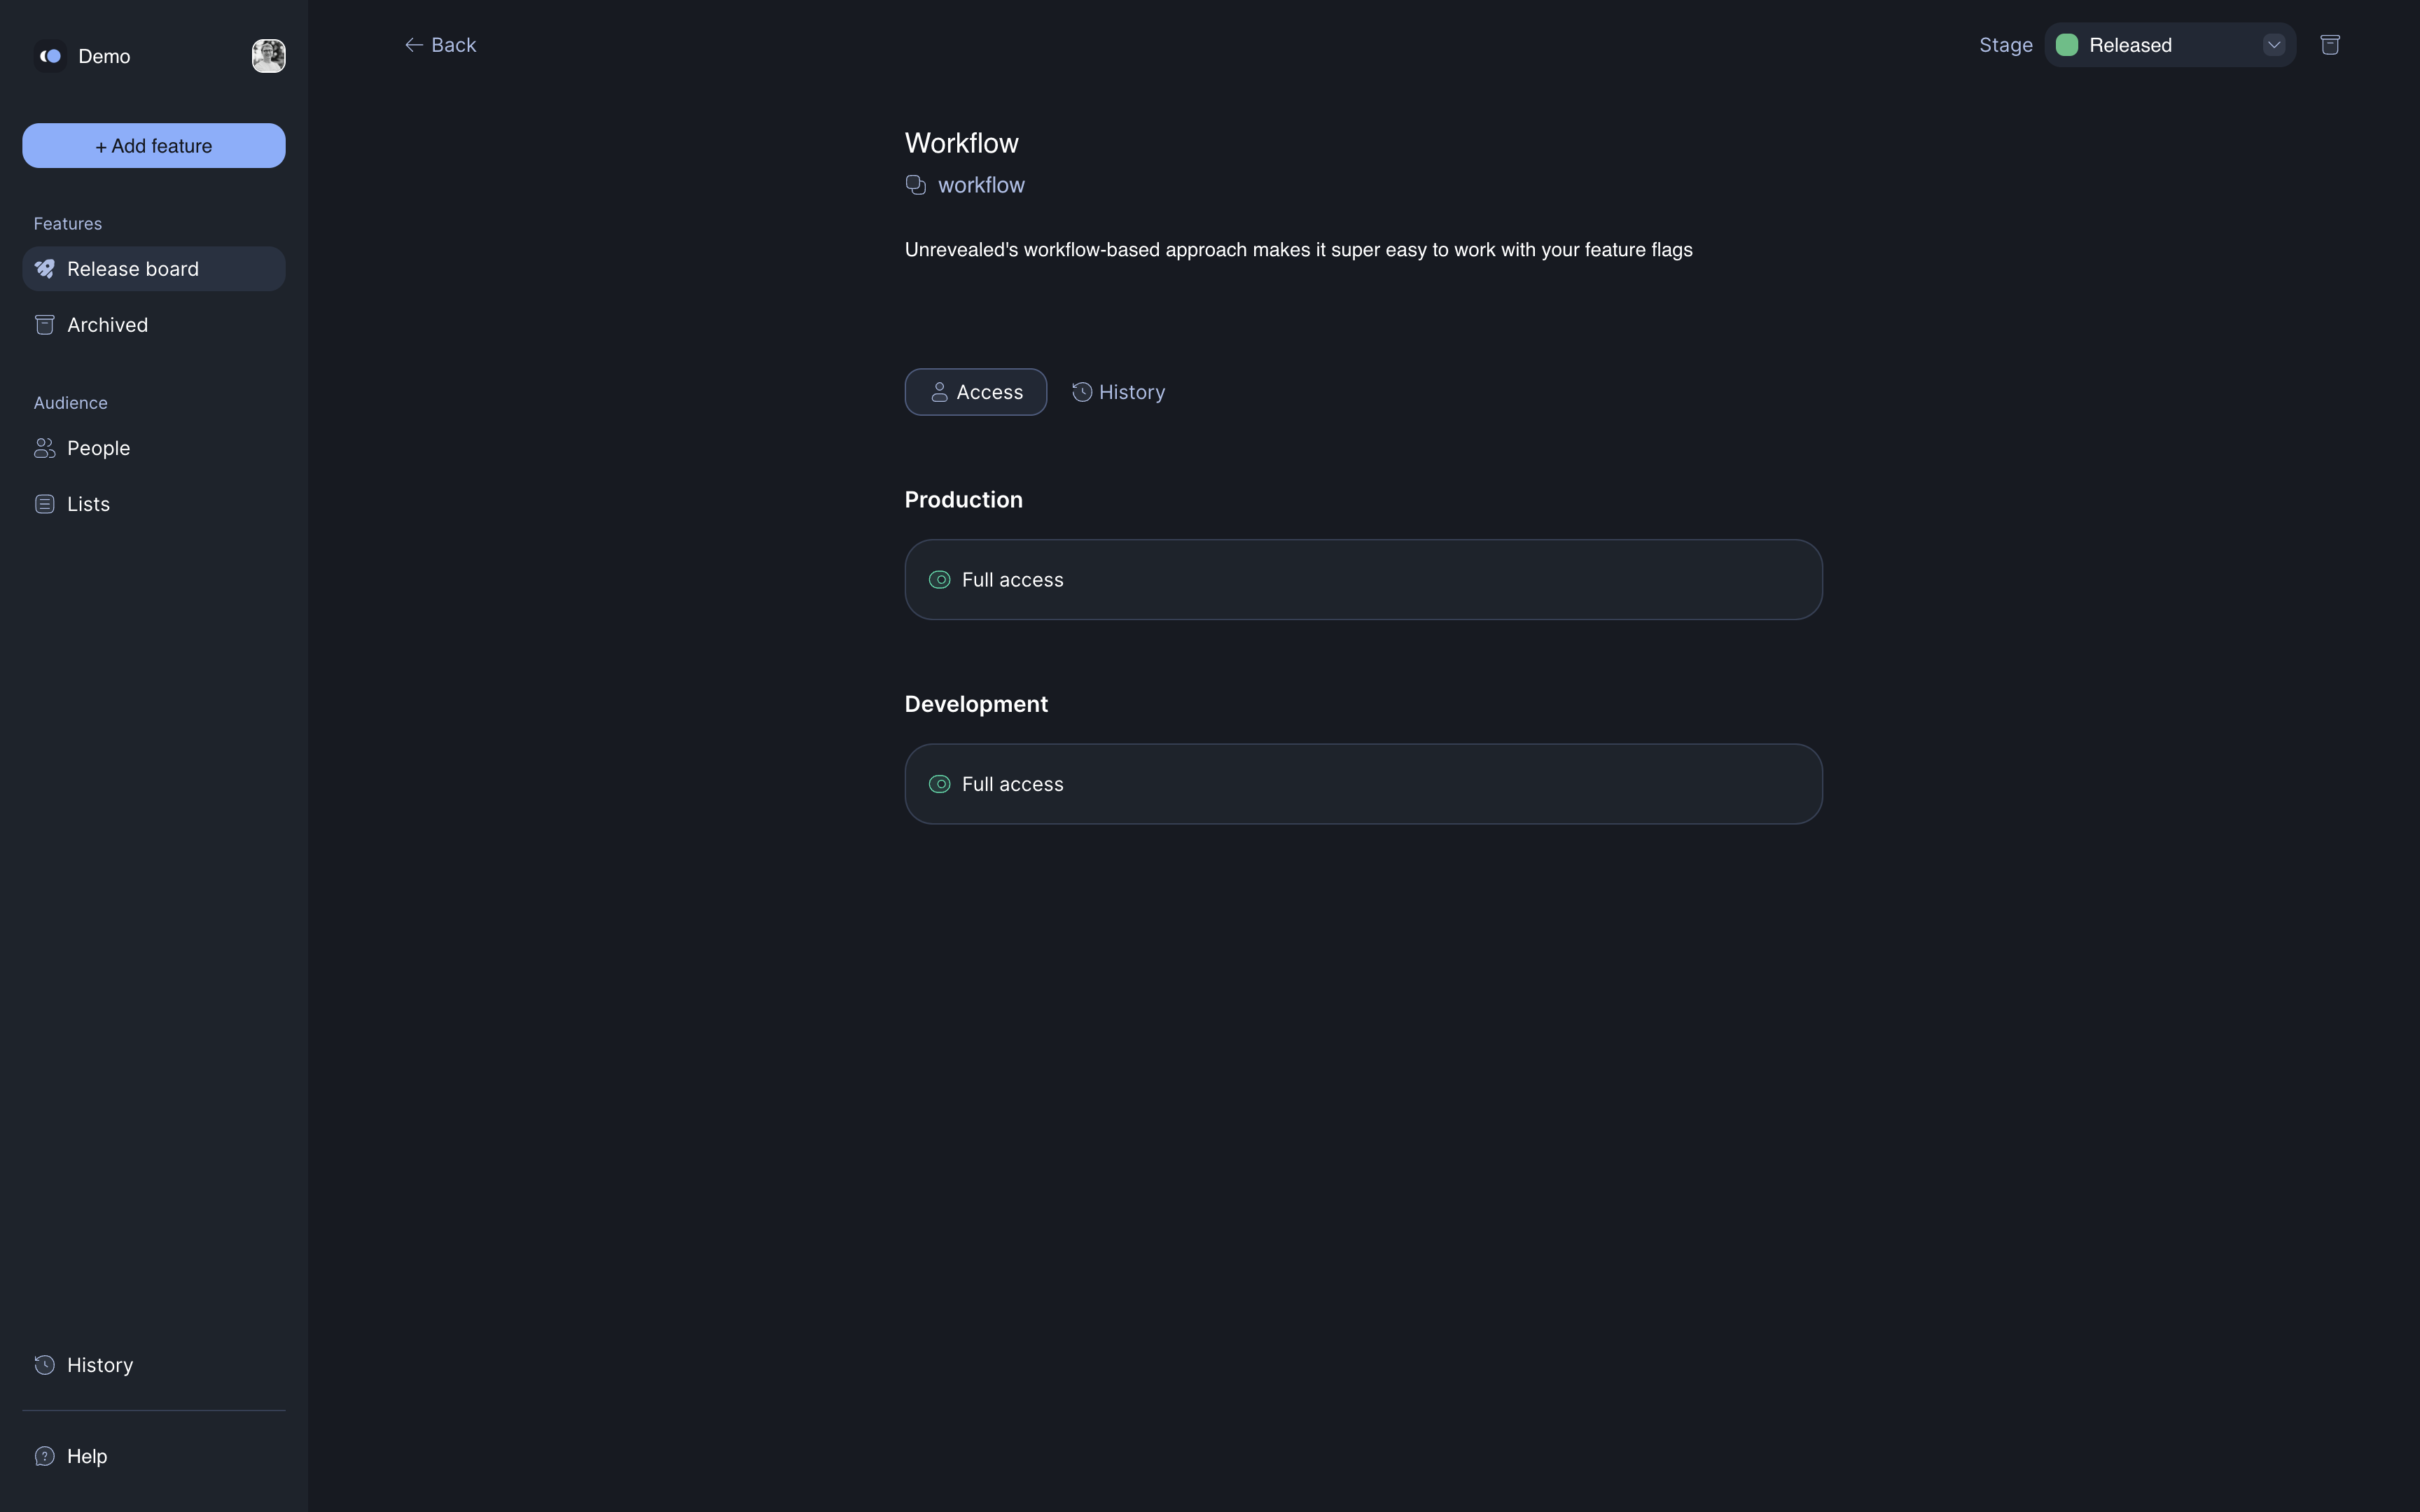 Demo
+ Add feature
Features
Release board
Archived
Audience
People
Lists
History
Help
Back
Stage
Released
Workflow
workflow
Unrevealed's workflow-based approach makes it super easy to work with your feature flags
Access
History
Production
Full access
Development
Full access